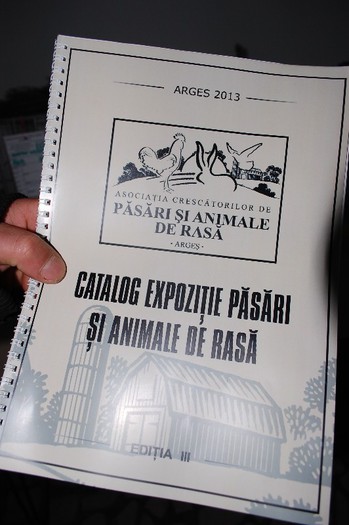 ARGES 2013
ASOCIAȚIA CRESCĂTORILOR DE
PĂSĂRI ȘI ANIMALE
DE RASĂ
- ARGEȘ -
CATALOG EXPOZIȚIE PĂSĂRI
ȘI ANIMALE DE RASĂ
EDIȚIA III